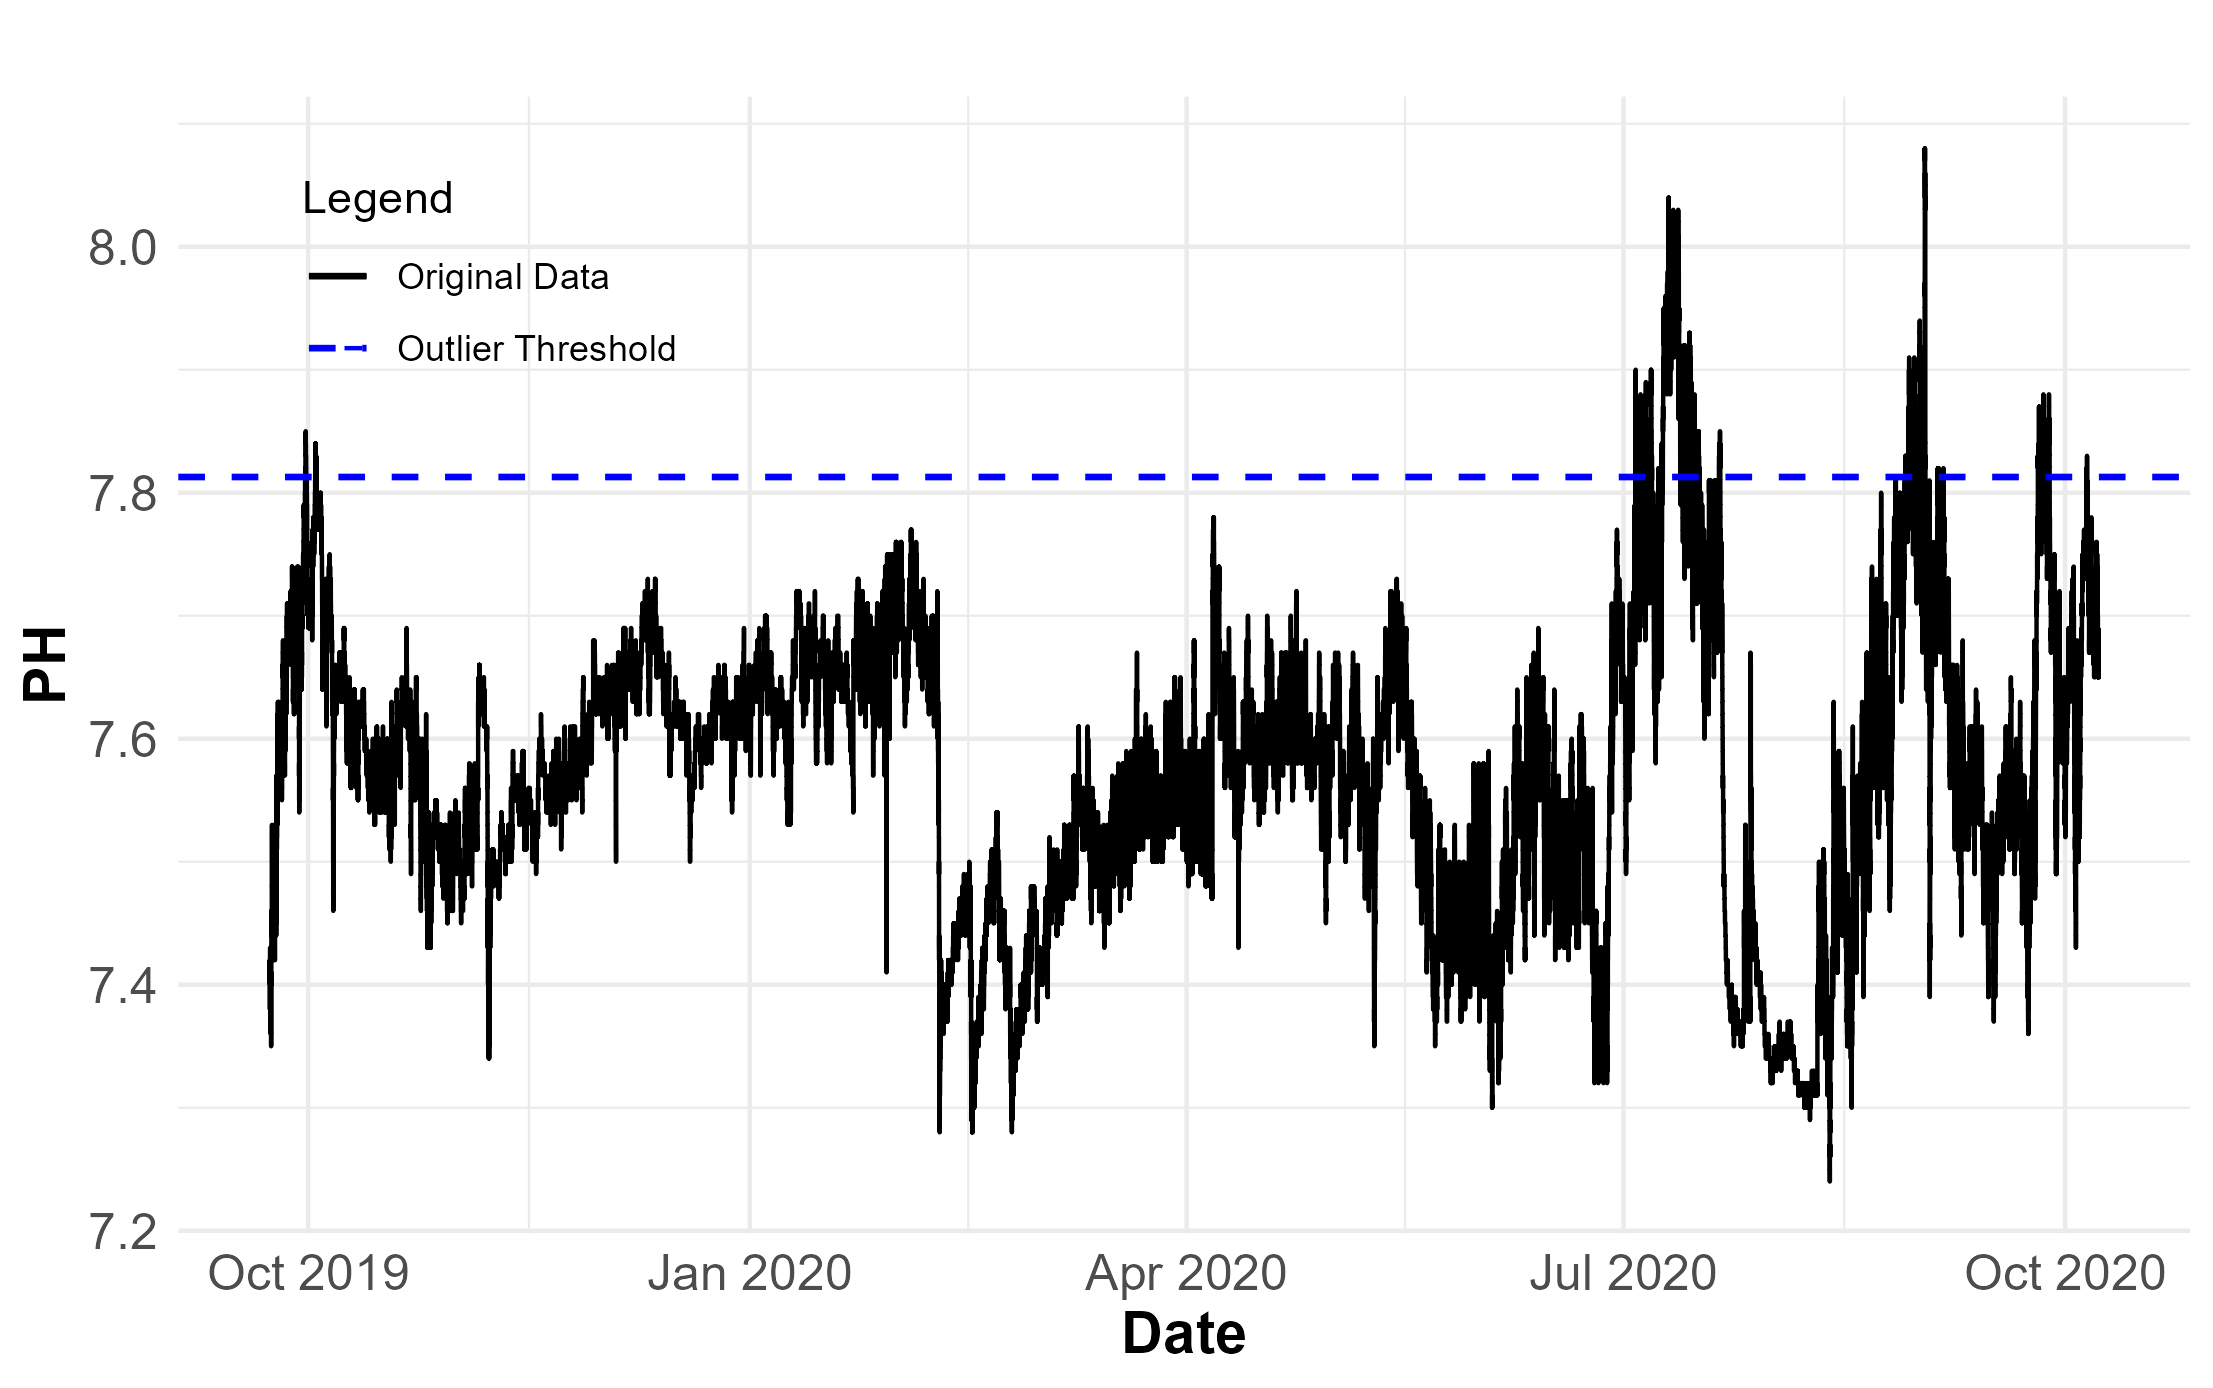 Legend
Original Data
Outlier Threshold
8.0
7.8
7.6
7.4
7.2
PH
Oct 2019 Jan 2020 Apr 2020 Jul 2020 Oct 2020
Date